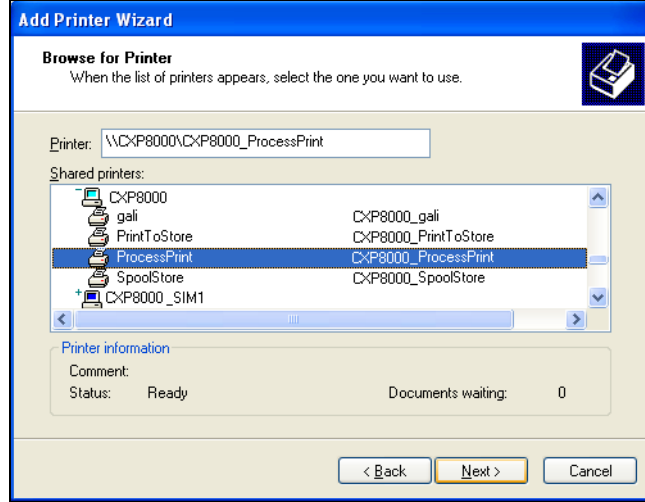 Add Printer Wizard
Browse for Printer
When the list of printers appears, select the one you want to use.
Printer: \\CXP8000\CXP8000_ProcessPrint
Shared printers:
CXP8000
gali CXP8000_gali
PrintToStore CXP8000_PrintToStore
ProcessPrint CXP8000_ProcessPrint
SpoolStore CXP8000_SpoolStore
CXP8000 _SIM1
Printer information
Comment:
Status: Ready Documents waiting: 0
< Back Next > Cancel